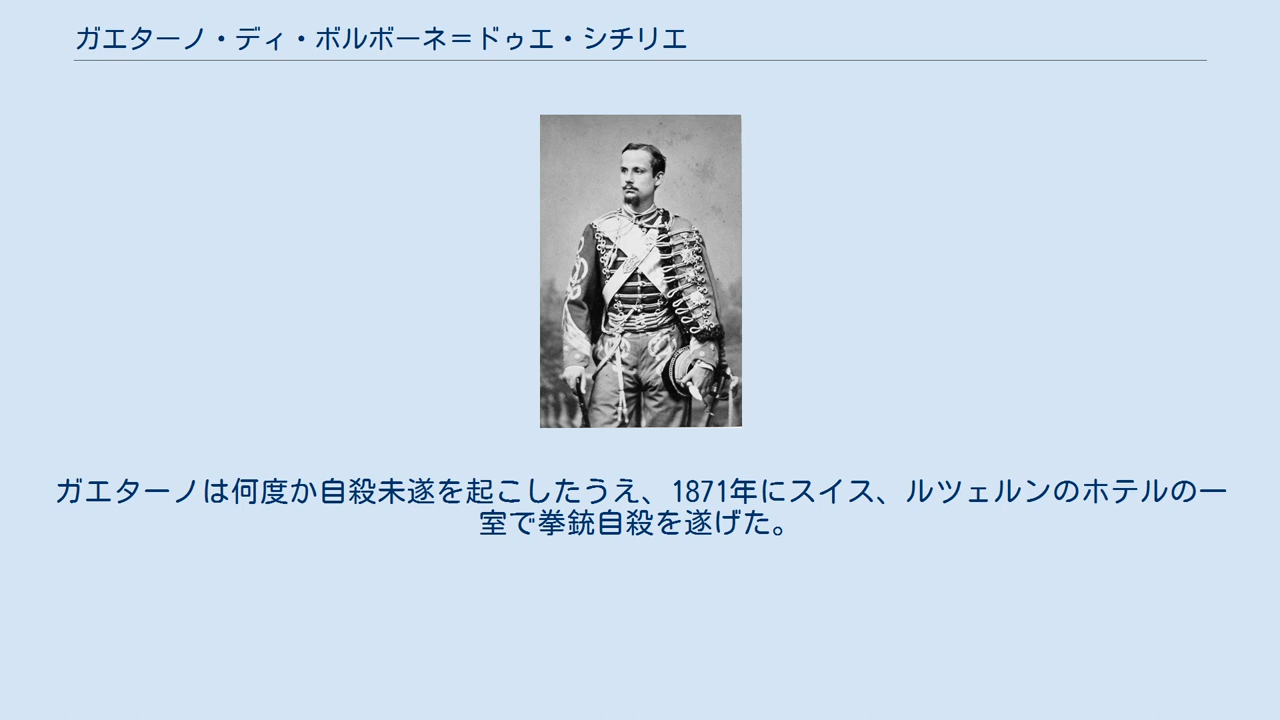 ガエターノ・ディ・ボルボーネ＝ドゥエ・シチリエ
ガエターノは何度か自殺未遂を起こしたうえ、1871年にスイス、ルツェルンのホテルの一
室で拳銃自殺を遂げた。